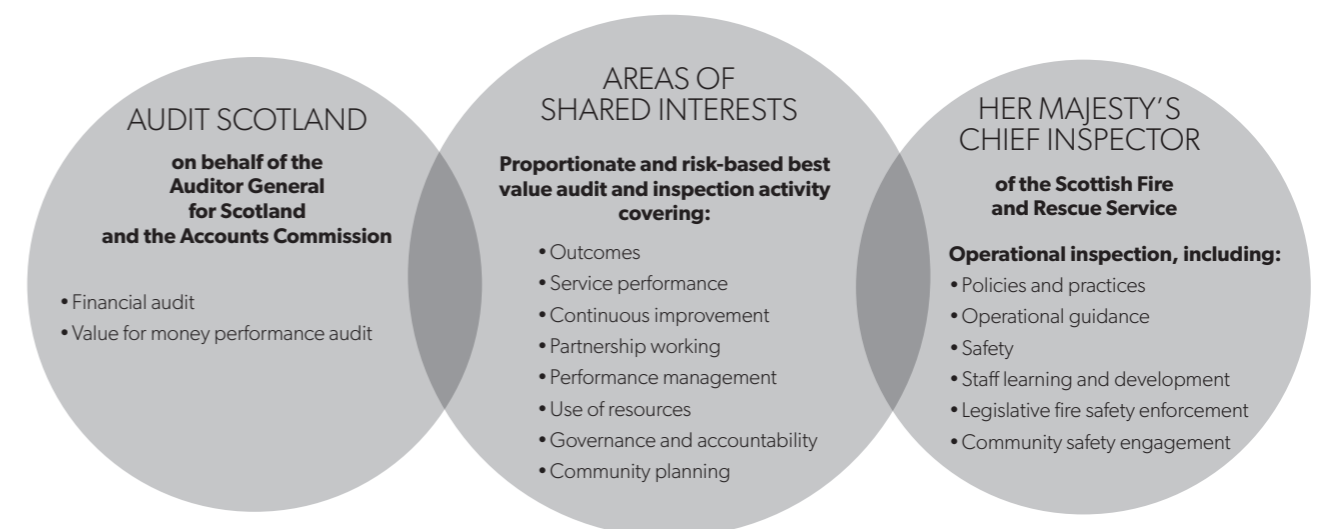 AUDIT SCOTLAND
on behalf of the
Auditor General
for Scotland
and the Accounts Commission
• Financial audit
• Value for money performance audit
AREAS OF
SHARED INTERESTS
Proportionate and risk-based best
value audit and inspection activity
covering:
• Outcomes
• Service performance
• Continuous improvement
• Partnership working
• Performance management
• Use of resources
• Governance and accountability
• Community planning
HER MAJESTY’S
CHIEF INSPECTOR
of the Scottish Fire
and Rescue Service
Operational inspection, including:
• Policies and practices
• Operational guidance
• Safety
• Staff learning and development
• Legislative fire safety enforcement
• Community safety engagement